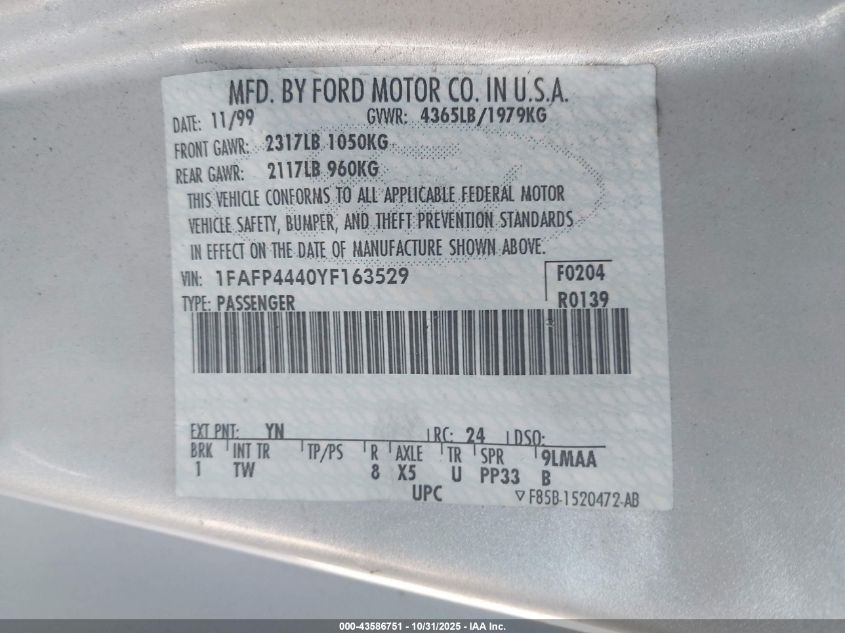 MFD. BY FORD MOTOR CO. IN U.S.A.
DATE: 11/99 GVWR: 4365LB/1979KG
FRONT GAWR: 2317LB 1050KG
REAR GAWR: 2117LB 960KG
THIS VEHICLE CONFORMS TO ALL APPLICABLE FEDERAL MOTOR
VEHICLE SAFETY, BUMPER, AND THEFT PREVENTION STANDARDS
IN EFFECT ON THE DATE OF MANUFACTURE SHOWN ABOVE.
VIN: 1FAFP4440YF163529 F0204
TYPE: PASSENGER R0139
EXT PNT: YN RC: 24 DSO:
BRK INT TR TP/PS R AXLE TR SPR 9LMAA
1 TW 8 X5 U PP33 B
UPC F85B-1520472-AB
000-43586751 - 10/31/2025 - IAA Inc.